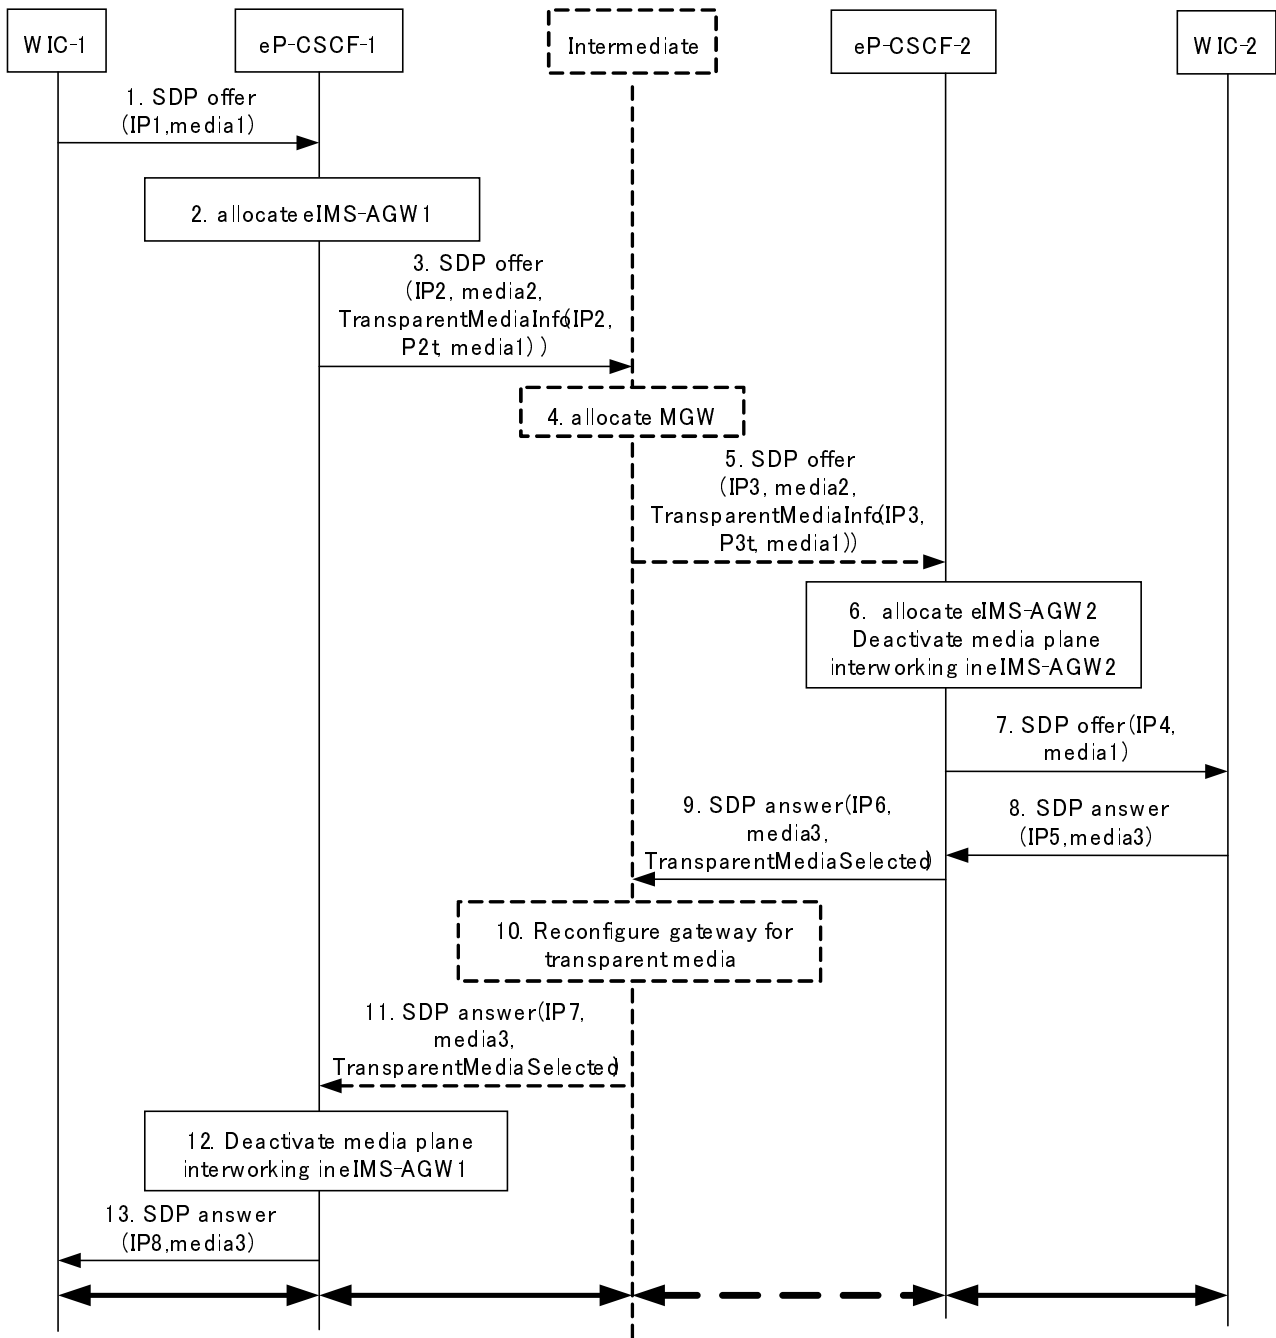 WIC-1
eP-CSCF-1
Intermediate
eP-CSCF-2
WIC-2
1. SDP offer
(IP1,media1)
2. allocate eIMS-AGW1
3. SDP offer
(IP2, media2,
TransparentMediaInfo(IP2,
P2t, media1))
4. allocate MGW
5. SDP offer
(IP3, media2,
TransparentMediaInfo(IP3,
P3t, media1))
6. allocate eIMS-AGW2
Deactivate media plane
interworking in eIMS-AGW2
7. SDP offer(IP4,
media1)
8. SDP answer
(IP5,media3)
9. SDP answer(IP6,
media3,
TransparentMediaSelected)
10. Reconfigure gateway for
transparent media
11. SDP answer(IP7,
media3,
TransparentMediaSelected)
12. Deactivate media plane
interworking in eIMS-AGW1
13. SDP answer
(IP8,media3)